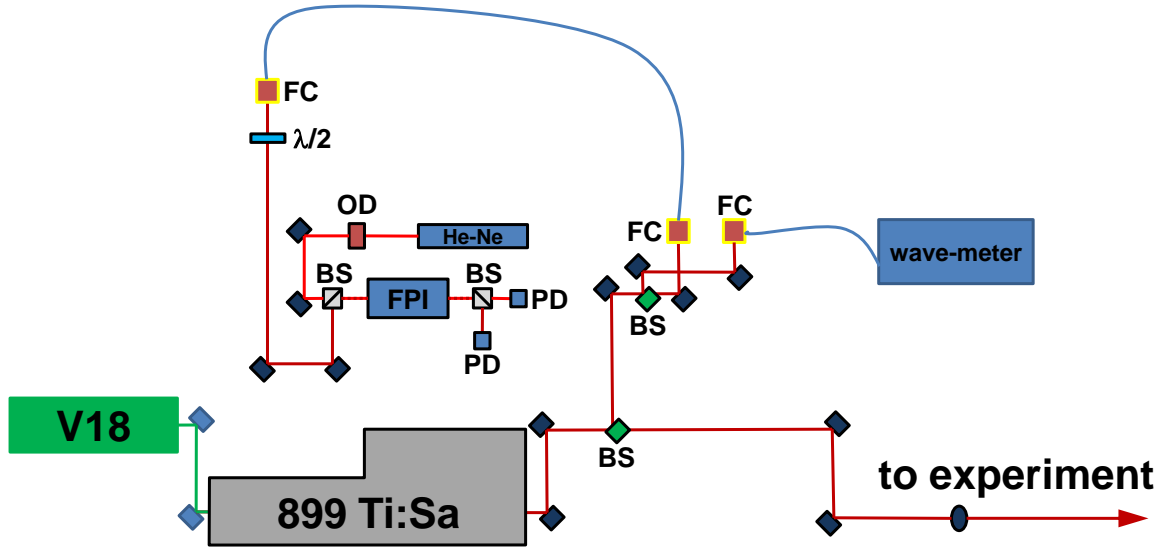 FC
λ/2
OD
He-Ne
FC
FC
wave-meter
BS
FPI
BS
PD
PD
BS
V18
BS
899 Ti:Sa
to experiment